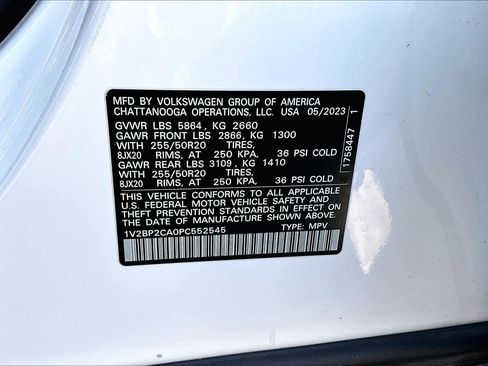 MFD BY VOLKSWAGEN GROUP OF AMERICA
CHATTANOOGA OPERATIONS, LLC. USA 05/2023
GVWR LBS 5864 , KG 2660
GAWR FRONT LBS 2866, KG 1300
WITH 255/50R20 TIRES,
8JX20 RIMS, AT 250 KPA, 36 PSI COLD
GAWR REAR LBS 3109 , KG 1410
WITH 255/50R20 TIRES,
8JX20 RIMS, AT 250 KPA, 36 PSI COLD
THIS VEHICLE CONFORMS TO ALL APPLICABLE
U.S. FEDERAL MOTOR VEHICLE SAFETY AND
THEFT PREVENTION STANDARDS IN EFFECT ON
THE DATE OF MANUFACTURE SHOWN ABOVE.
1V2BP2CA0PC552545 TYPE: MPV
1758447 1